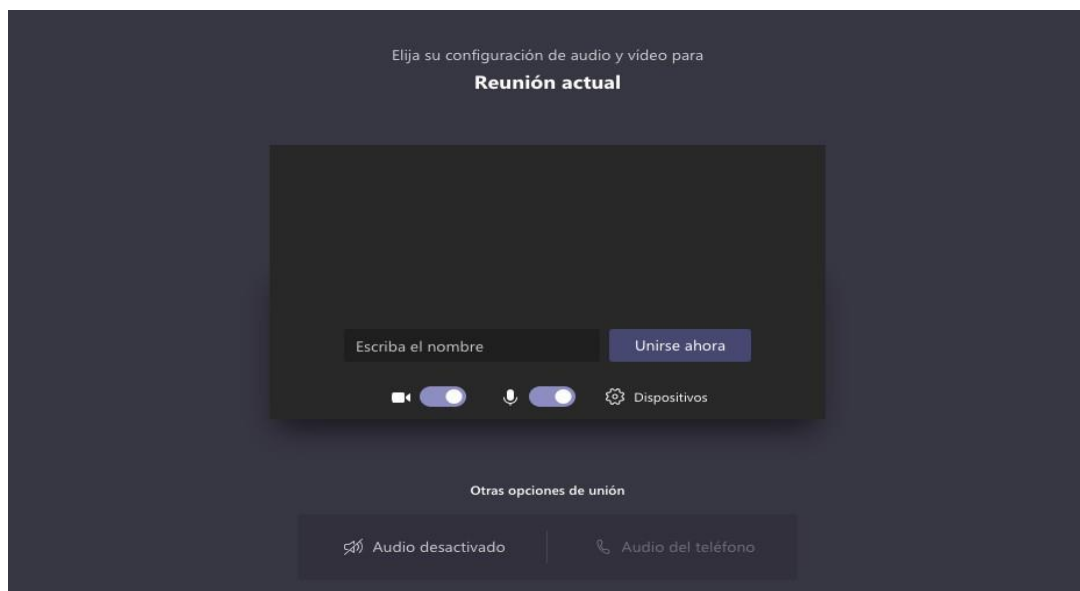 Elija su configuración de audio y vídeo para
Reunión actual
Escriba el nombre
Unirse ahora
Dispositivos
Otras opciones de unión
Audio desactivado
Audio del teléfono